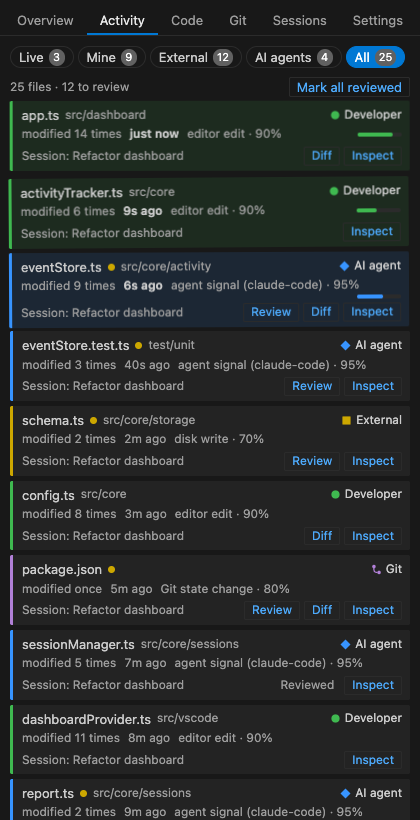 Overview Activity Code Git Sessions Settings
Live 3 Mine 9 External 12 AI agents 4 All 25
25 files · 12 to review Mark all reviewed
app.ts src/dashboard Developer
modified 14 times just now editor edit · 90%
Session: Refactor dashboard Diff Inspect
activityTracker.ts src/core Developer
modified 6 times 9s ago editor edit · 90%
Session: Refactor dashboard Inspect
eventStore.ts src/core/activity AI agent
modified 9 times 6s ago agent signal (claude-code) · 95%
Session: Refactor dashboard Review Diff Inspect
eventStore.test.ts test/unit AI agent
modified 3 times 40s ago agent signal (claude-code) · 95%
Session: Refactor dashboard Review Inspect
schema.ts src/core/storage External
modified 2 times 2m ago disk write · 70%
Session: Refactor dashboard Review Inspect
config.ts src/core Developer
modified 8 times 3m ago editor edit · 90%
Session: Refactor dashboard Diff Inspect
package.json Git
modified once 5m ago Git state change · 80%
Session: Refactor dashboard Review Diff Inspect
sessionManager.ts src/core/sessions AI agent
modified 5 times 7m ago agent signal (claude-code) · 95%
Session: Refactor dashboard Reviewed Inspect
dashboardProvider.ts src/vscode Developer
modified 11 times 8m ago editor edit · 90%
Session: Refactor dashboard Inspect
report.ts src/core/sessions AI agent
modified 2 times 9m ago agent signal (claude-code) · 95%